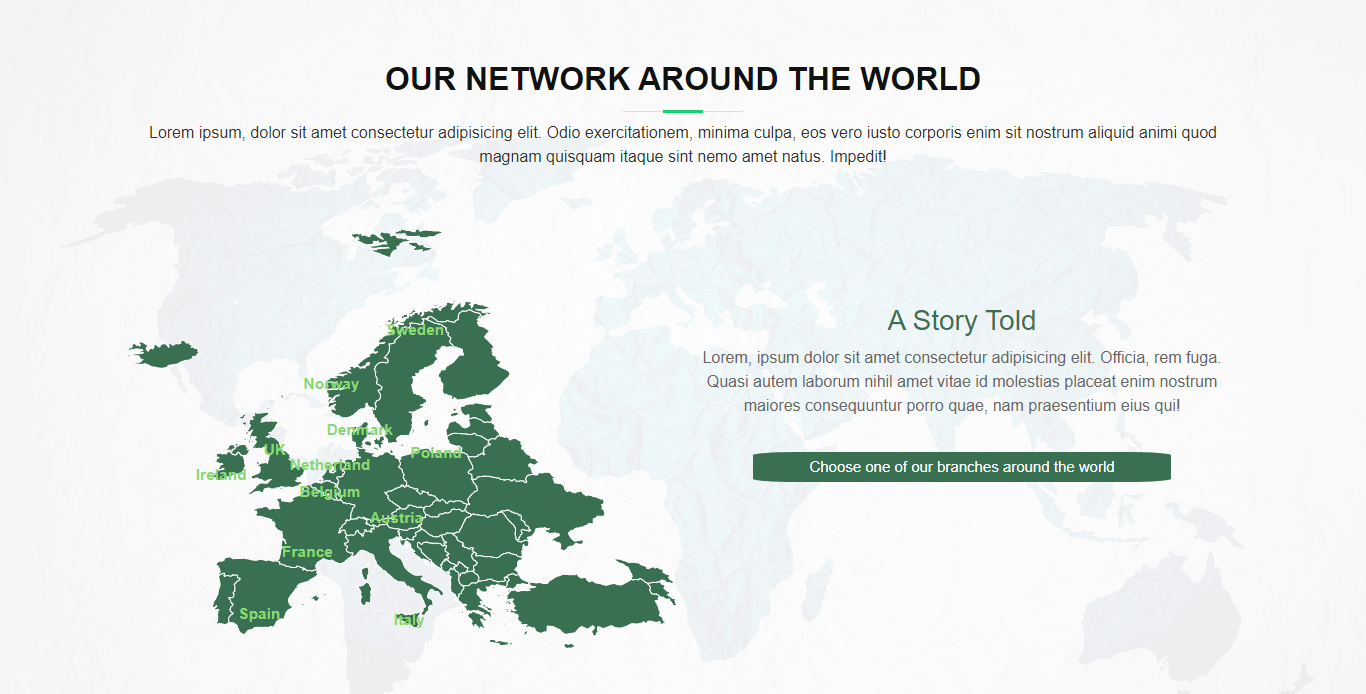 OUR NETWORK AROUND THE WORLD
Lorem ipsum, dolor sit amet consectetur adipisicing elit. Odio exercitationem, minima culpa, eos vero iusto corporis enim sit nostrum aliquid animi quod
magnam quisquam itaque sint nemo amet natus. Impedit!
Sweden
Norway
Denmark
UK
Poland
Netherland
Ireland
Belgium
Austria
France
Spain
Italy
A Story Told
Lorem, ipsum dolor sit amet consectetur adipisicing elit. Officia, rem fuga.
Quasi autem laborum nihil amet vitae id molestias placeat enim nostrum
maiores consequuntur porro quae, nam praesentium eius qui!
Choose one of our branches around the world